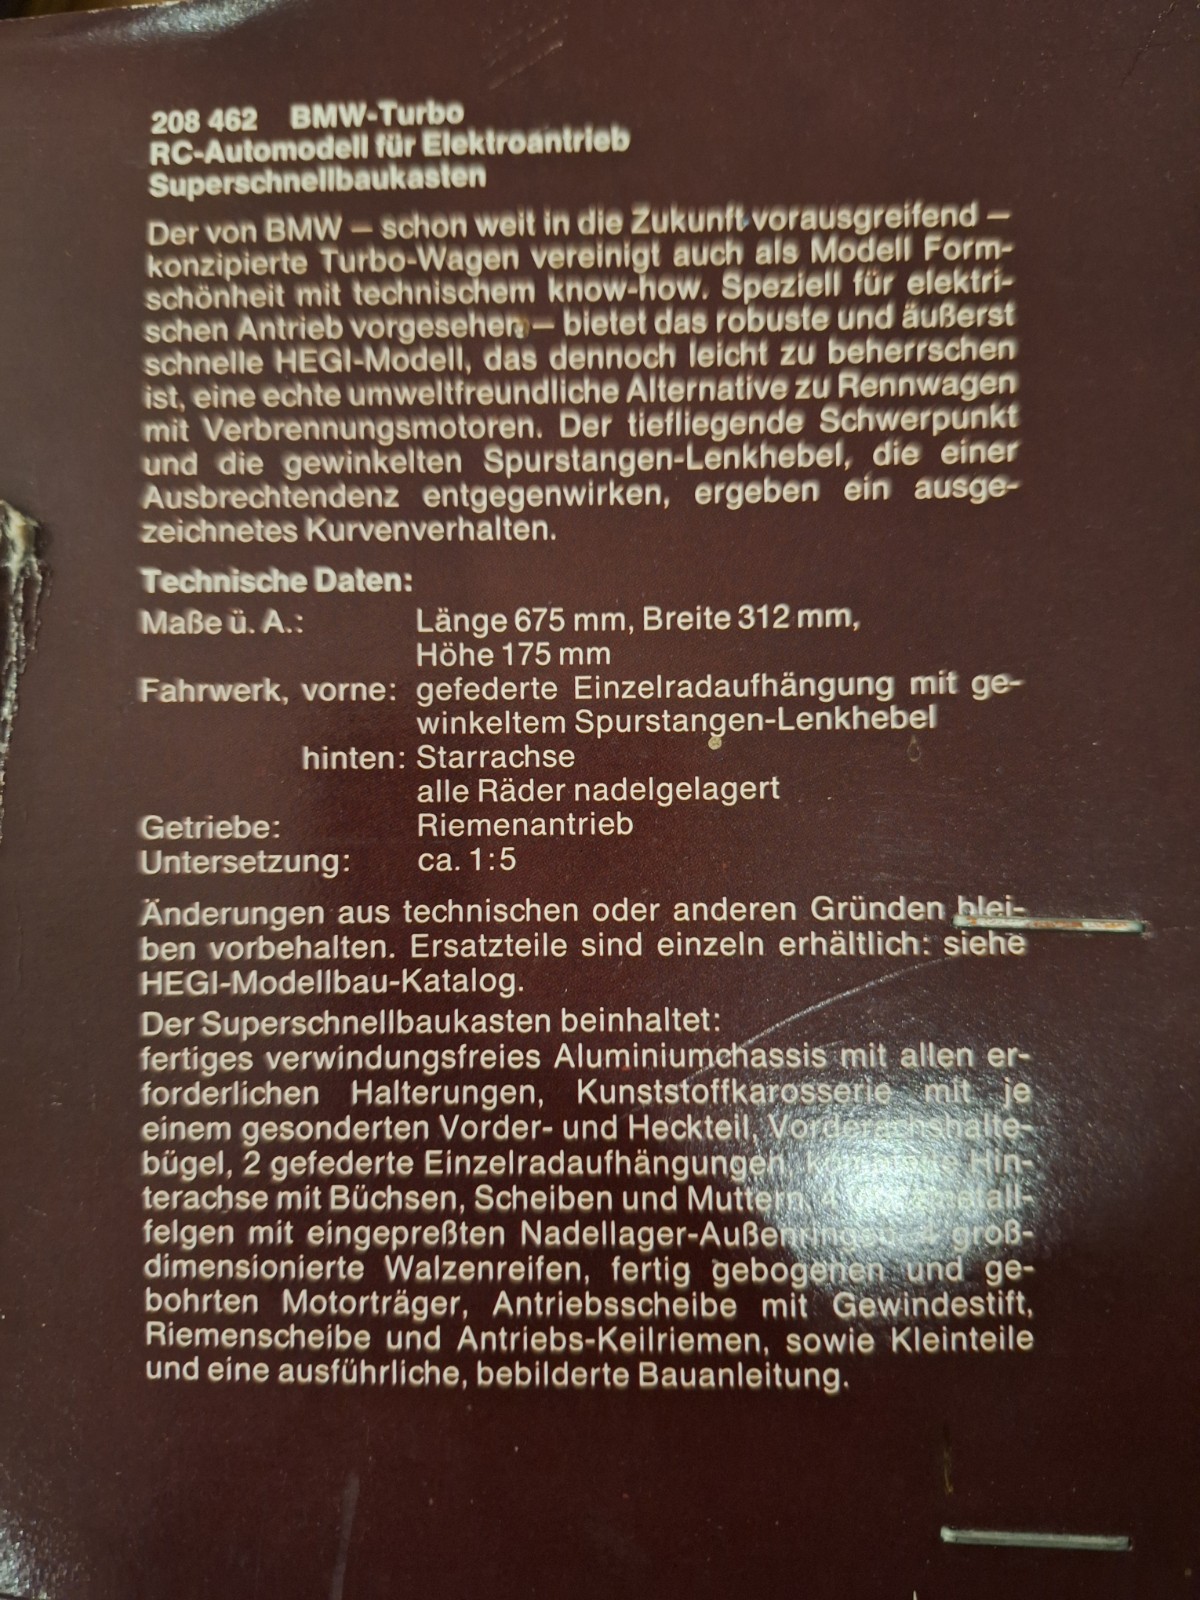 208 462 BMW-Turbo
RC-Automodell für Elektroantrieb
Superschnellbaukasten
Der von BMW – schon weit in die Zukunft vorausgreifend –
konzipierte Turbo-Wagen vereinigt auch als Modell Form-
schönheit mit technischem know-how. Speziell für elektri-
schen Antrieb vorgesehen – bietet das robuste und äußerst
schnelle HEGI-Modell, das dennoch leicht zu beherrschen
ist, eine echte umweltfreundliche Alternative zu Rennwagen
mit Verbrennungsmotoren. Der tiefliegende Schwerpunkt
und die gewinkelten Spurstangen-Lenkhebel, die einer
Ausbrechtendenz entgegenwirken, ergeben ein ausge-
zeichnetes Kurvenverhalten.
Technische Daten:
Maße ü. A.: Länge 675 mm, Breite 312 mm,
Höhe 175 mm
Fahrwerk, vorne: gefederte Einzelradaufhängung mit ge-
winkeltem Spurstangen-Lenkhebel
hinten: Starrachse
alle Räder nadelgelagert
Getriebe: Riemenantrieb
Untersetzung: ca. 1:5
Änderungen aus technischen oder anderen Gründen blei-
ben vorbehalten. Ersatzteile sind einzeln erhältlich: siehe
HEGI-Modellbau-Katalog.
Der Superschnellbaukasten beinhaltet:
fertiges verwindungsfreies Aluminiumchassis mit allen er-
forderlichen Halterungen, Kunststoffkarosserie mit je
einem gesonderten Vorder- und Heckteil, Vorderachshalte-
bügel, 2 gefederte Einzelradaufhängungen, Hin-
terachse mit Büchsen, Scheiben und Muttern, 4
felgen mit eingepreßten Nadellager-Außenringen, 4 groß-
dimensionierte Walzenreifen, fertig gebogenen und ge-
bohrten Motorträger, Antriebsscheibe mit Gewindestift,
Riemenscheibe und Antriebs-Keilriemen, sowie Kleinteile
und eine ausführliche, bebilderte Bauanleitung.